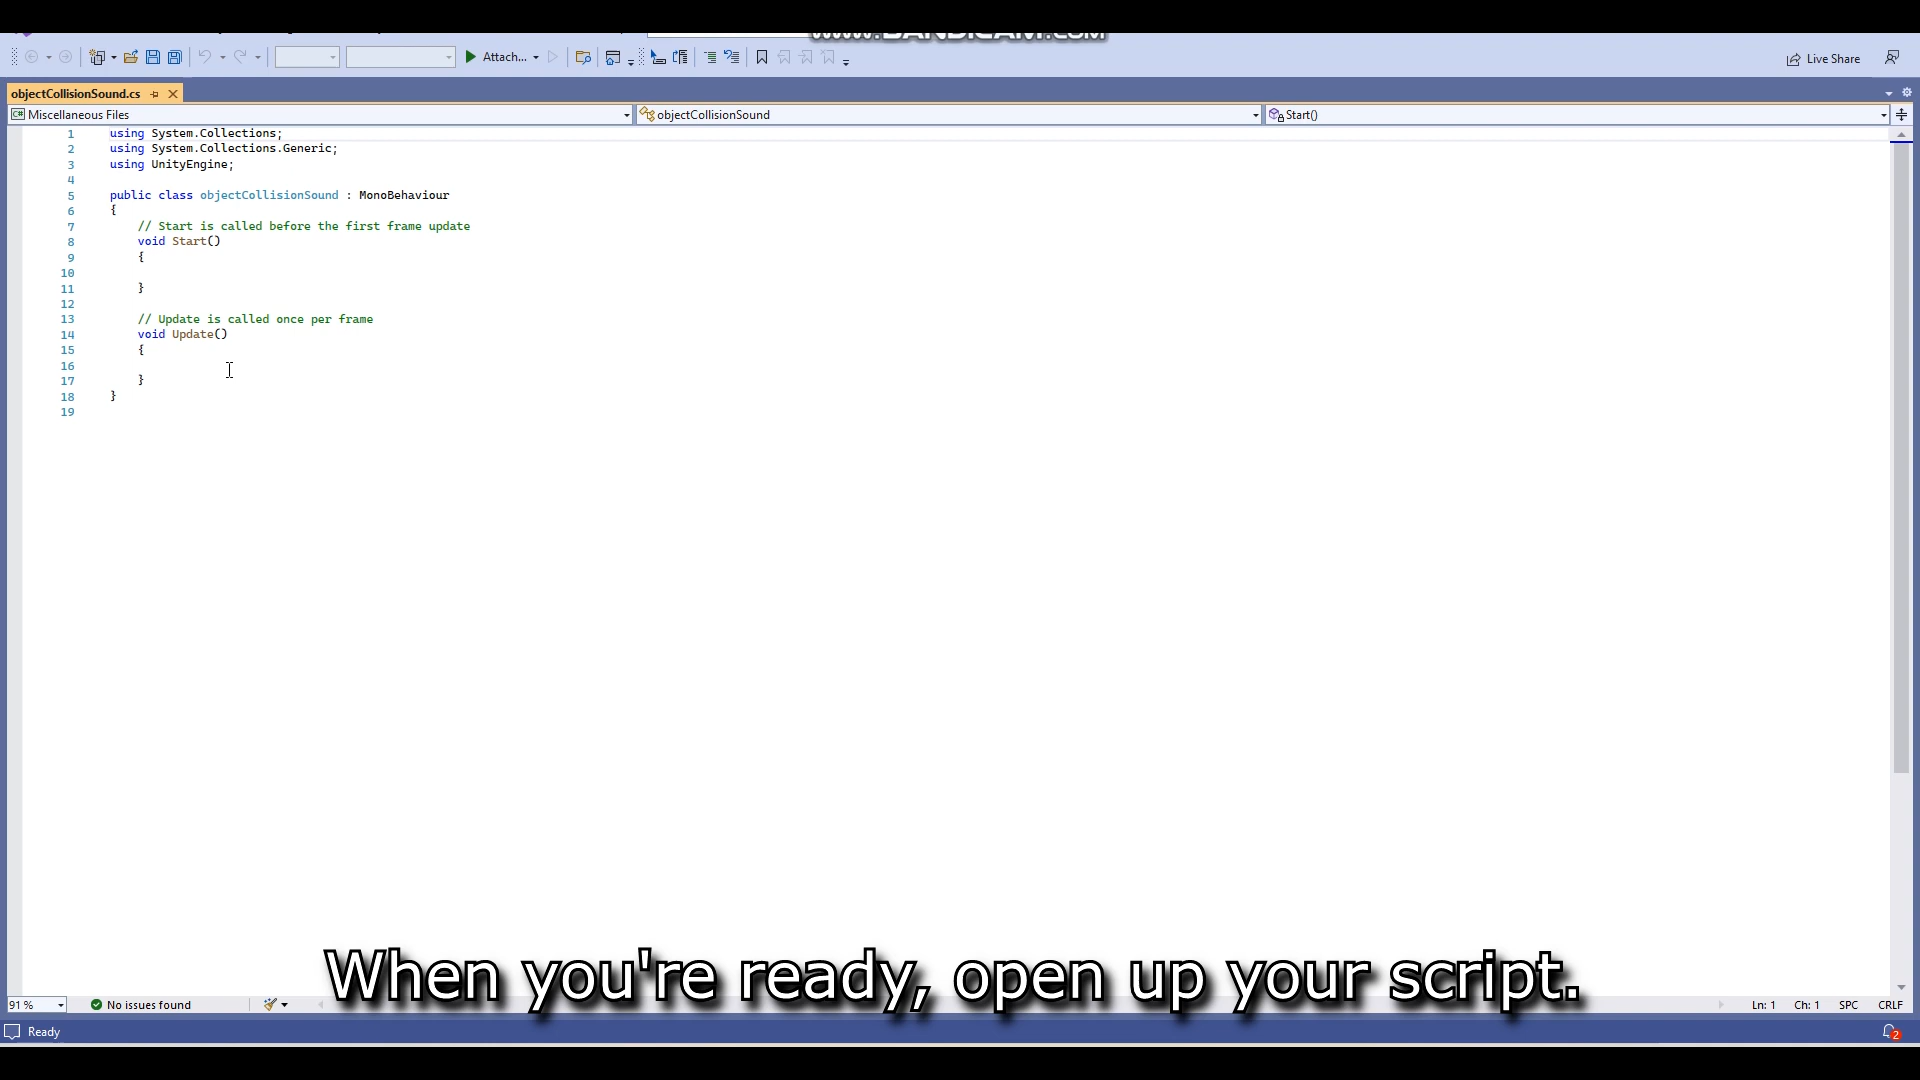 www.BANDICAM.com
Attach...
Live Share
objectCollisionSound.cs
Miscellaneous Files
objectCollisionSound
Start()
1 using System.Collections;
2 using System.Collections.Generic;
3 using UnityEngine;
4
5 public class objectCollisionSound : MonoBehaviour
6 {
7 // Start is called before the first frame update
8 void Start()
9 {
10
11 }
12
13 // Update is called once per frame
14 void Update()
15 {
16
17 }
18 }
19
When you're ready, open up your script.
91 %
No issues found
Ln: 1 Ch: 1 SPC CRLF
Ready
2